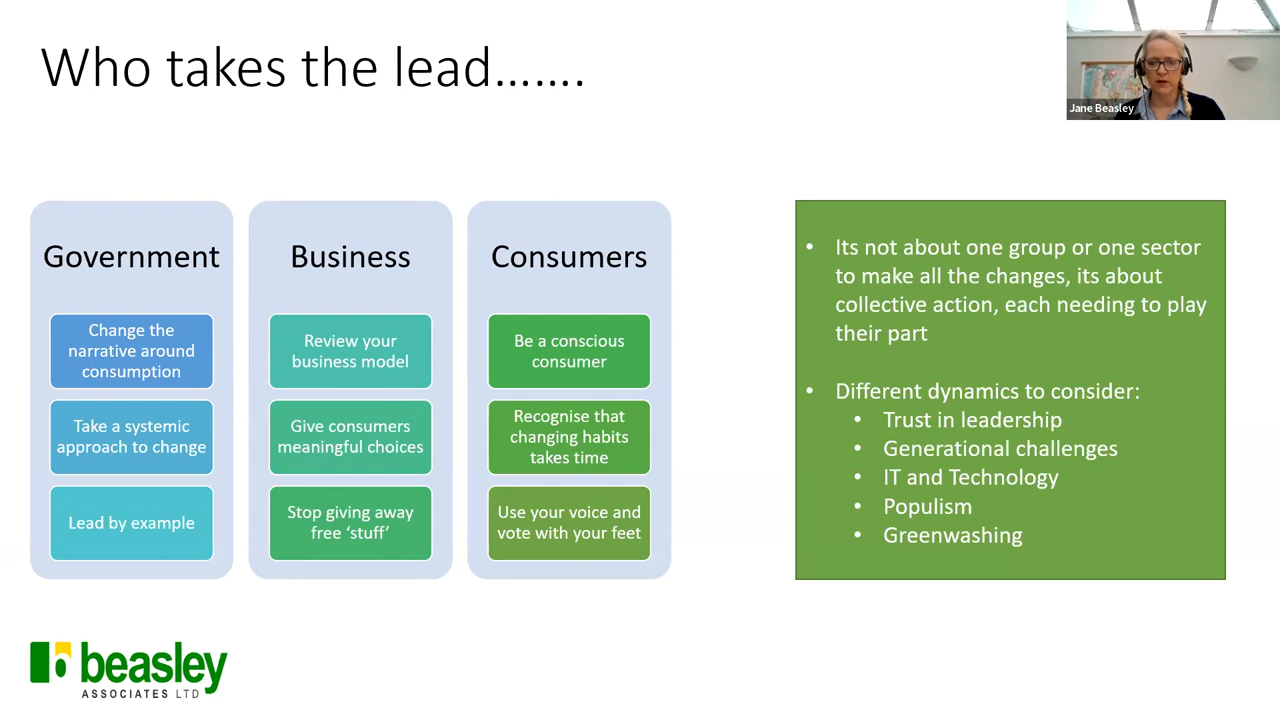 Who takes the lead…….
Jane Beasley
Government
Change the
narrative around
consumption
Take a systemic
approach to change
Lead by example
Business
Review your
business model
Give consumers
meaningful choices
Stop giving away
free ‘stuff’
Consumers
Be a conscious
consumer
Recognise that
changing habits
takes time
Use your voice and
vote with your feet
• Its not about one group or one sector
to make all the changes, its about
collective action, each needing to play
their part
• Different dynamics to consider:
• Trust in leadership
• Generational challenges
• IT and Technology
• Populism
• Greenwashing
b beasley
ASSOCIATES LTD